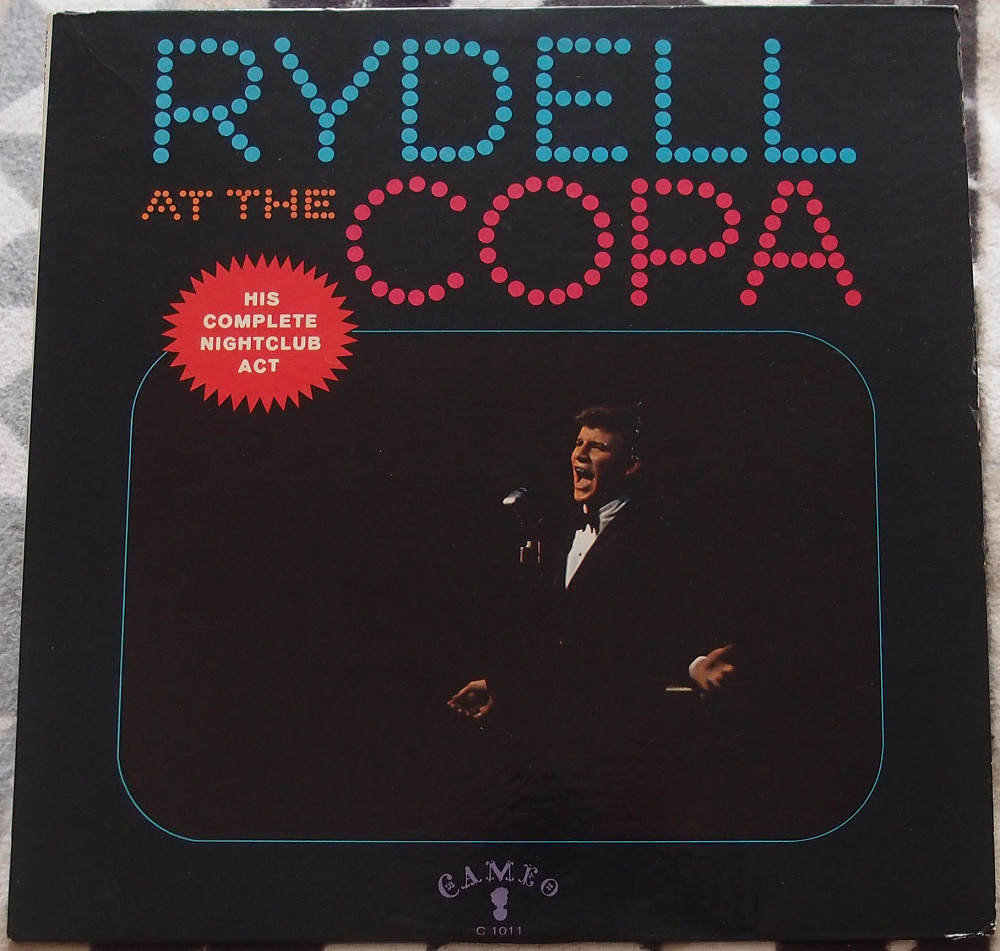 RYDELL
AT THE COPA
HIS
COMPLETE
NIGHTCLUB
ACT
CAMEO
C 1011